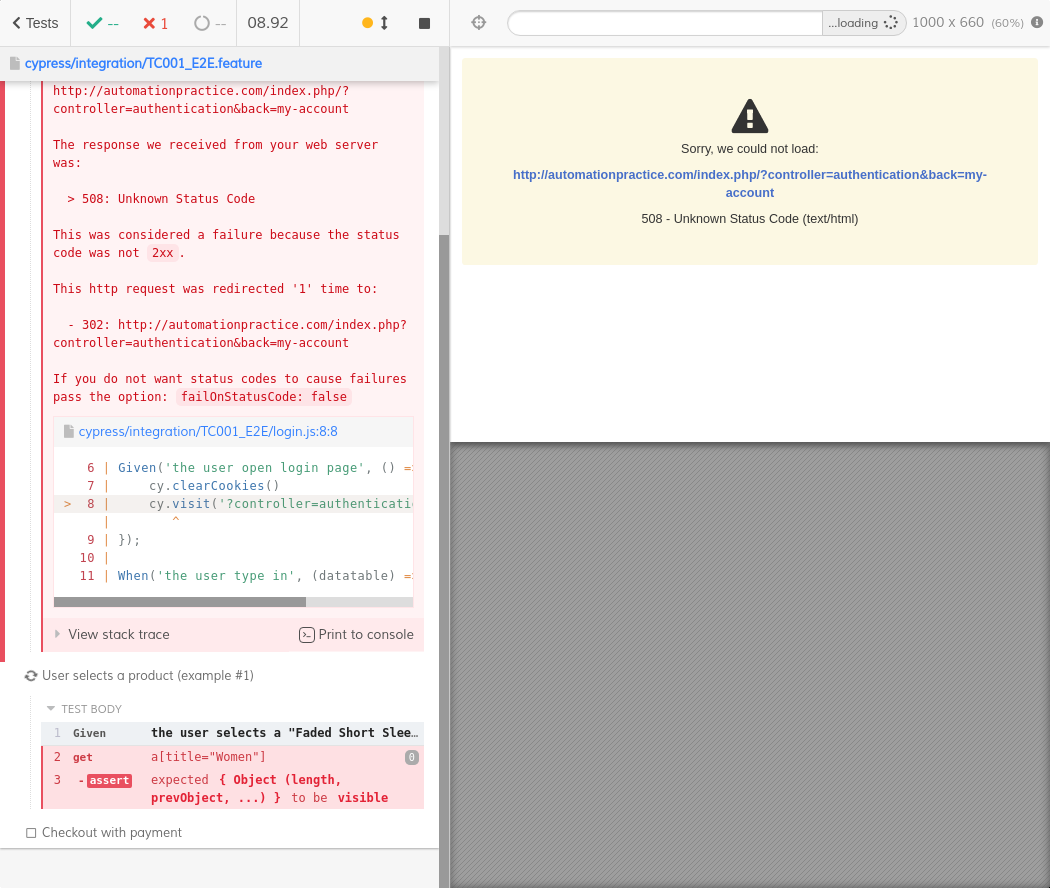 Tests
--
1
--
08.92
...loading
1000 x 660 (60%)
cypress/integration/TC001_E2E.feature
http://automationpractice.com/index.php/?
controller=authentication&back=my-account
The response we received from your web server
was:
> 508: Unknown Status Code
This was considered a failure because the status
code was not 2xx.
This http request was redirected '1' time to:
- 302: http://automationpractice.com/index.php?
controller=authentication&back=my-account
If you do not want status codes to cause failures
pass the option: failOnStatusCode: false
cypress/integration/TC001_E2E/login.js:8:8
6 | Given('the user open login page', () =
7 | cy.clearCookies()
> 8 | cy.visit('?controller=authenticati
| ^
9 | });
10 |
11 | When('the user type in', (datatable) =
View stack trace
Print to console
User selects a product (example #1)
TEST BODY
1 Given the user selects a "Faded Short Slee…
2 get a[title="Women"] 0
3 -assert expected { Object (length,
prevObject, ...) } to be visible
Checkout with payment
Sorry, we could not load:
http://automationpractice.com/index.php/?controller=authentication&back=my-
account
508 - Unknown Status Code (text/html)